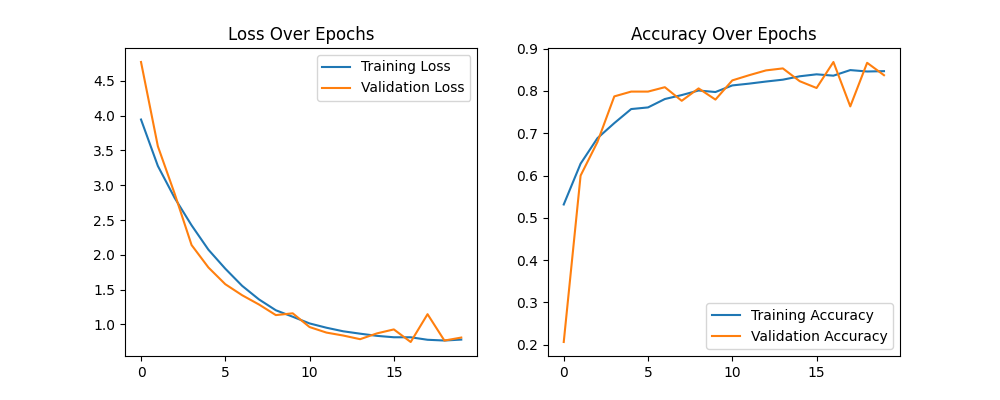 Loss Over Epochs
4.5
4.0
3.5
3.0
2.5
2.0
1.5
1.0
0 5 10 15
Training Loss
Validation Loss
Accuracy Over Epochs
0.9
0.8
0.7
0.6
0.5
0.4
0.3
0.2
0 5 10 15
Training Accuracy
Validation Accuracy